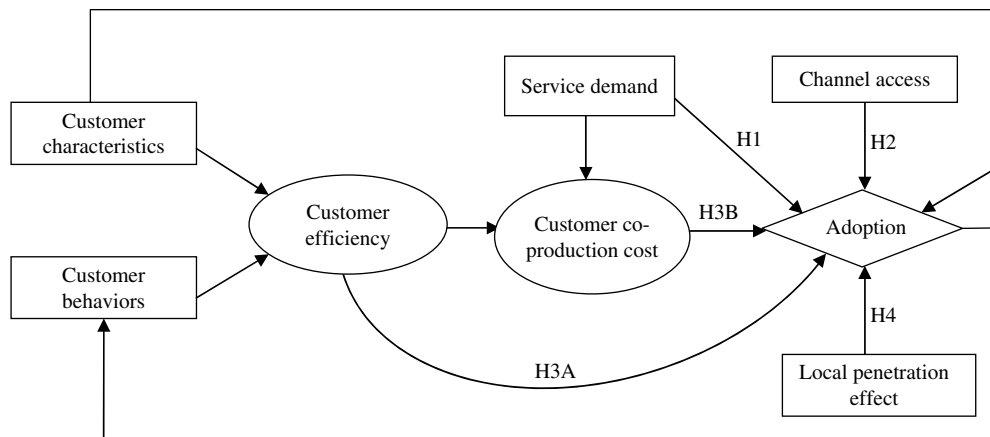 Customer
characteristics
Service demand
Channel access
H1
H2
Customer
efficiency
Customer co-
production cost
H3B
Adoption
Customer
behaviors
H4
H3A
Local penetration
effect